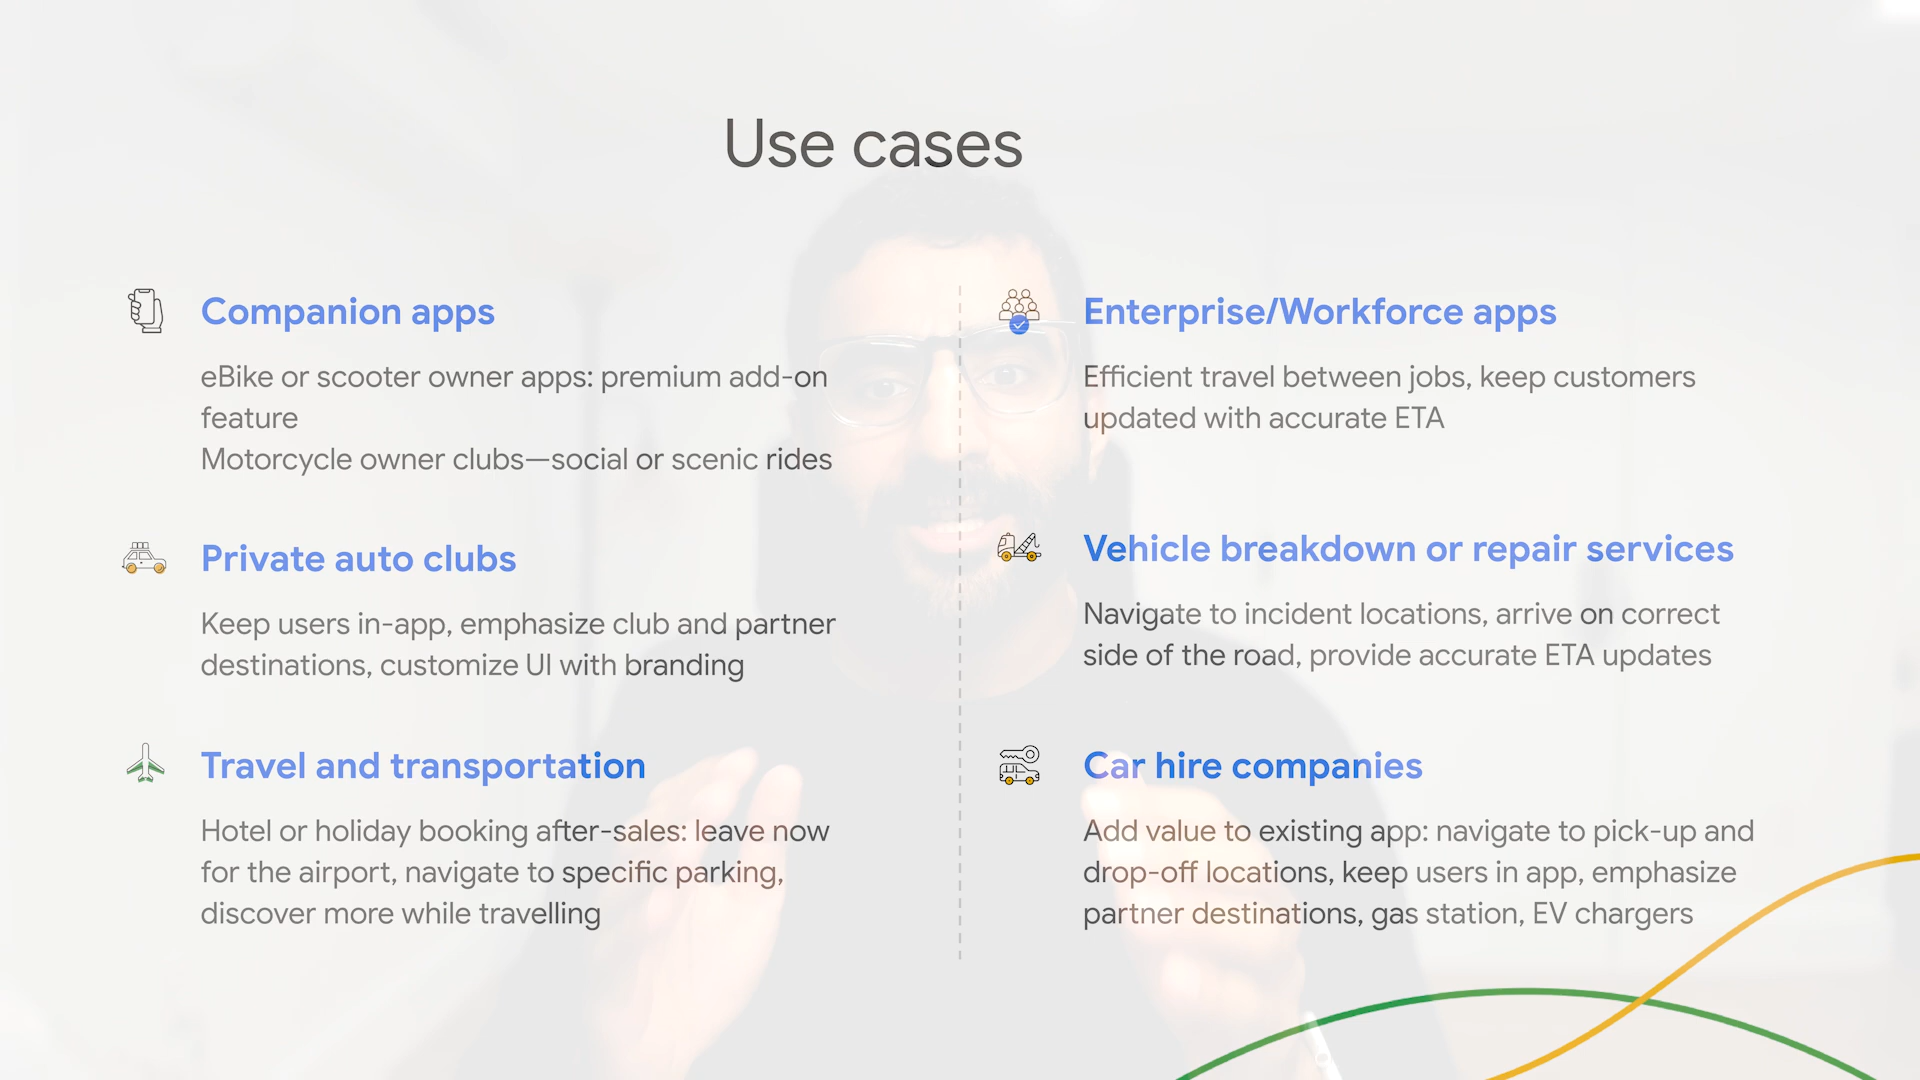 Use cases
Companion apps
eBike or scooter owner apps: premium add-on
feature
Motorcycle owner clubs—social or scenic rides
Private auto clubs
Keep users in-app, emphasize club and partner
destinations, customize UI with branding
Travel and transportation
Hotel or holiday booking after-sales: leave now
for the airport, navigate to specific parking,
discover more while travelling
Enterprise/Workforce apps
Efficient travel between jobs, keep customers
updated with accurate ETA
Vehicle breakdown or repair services
Navigate to incident locations, arrive on correct
side of the road, provide accurate ETA updates
Car hire companies
Add value to existing app: navigate to pick-up and
drop-off locations, keep users in app, emphasize
partner destinations, gas station, EV chargers